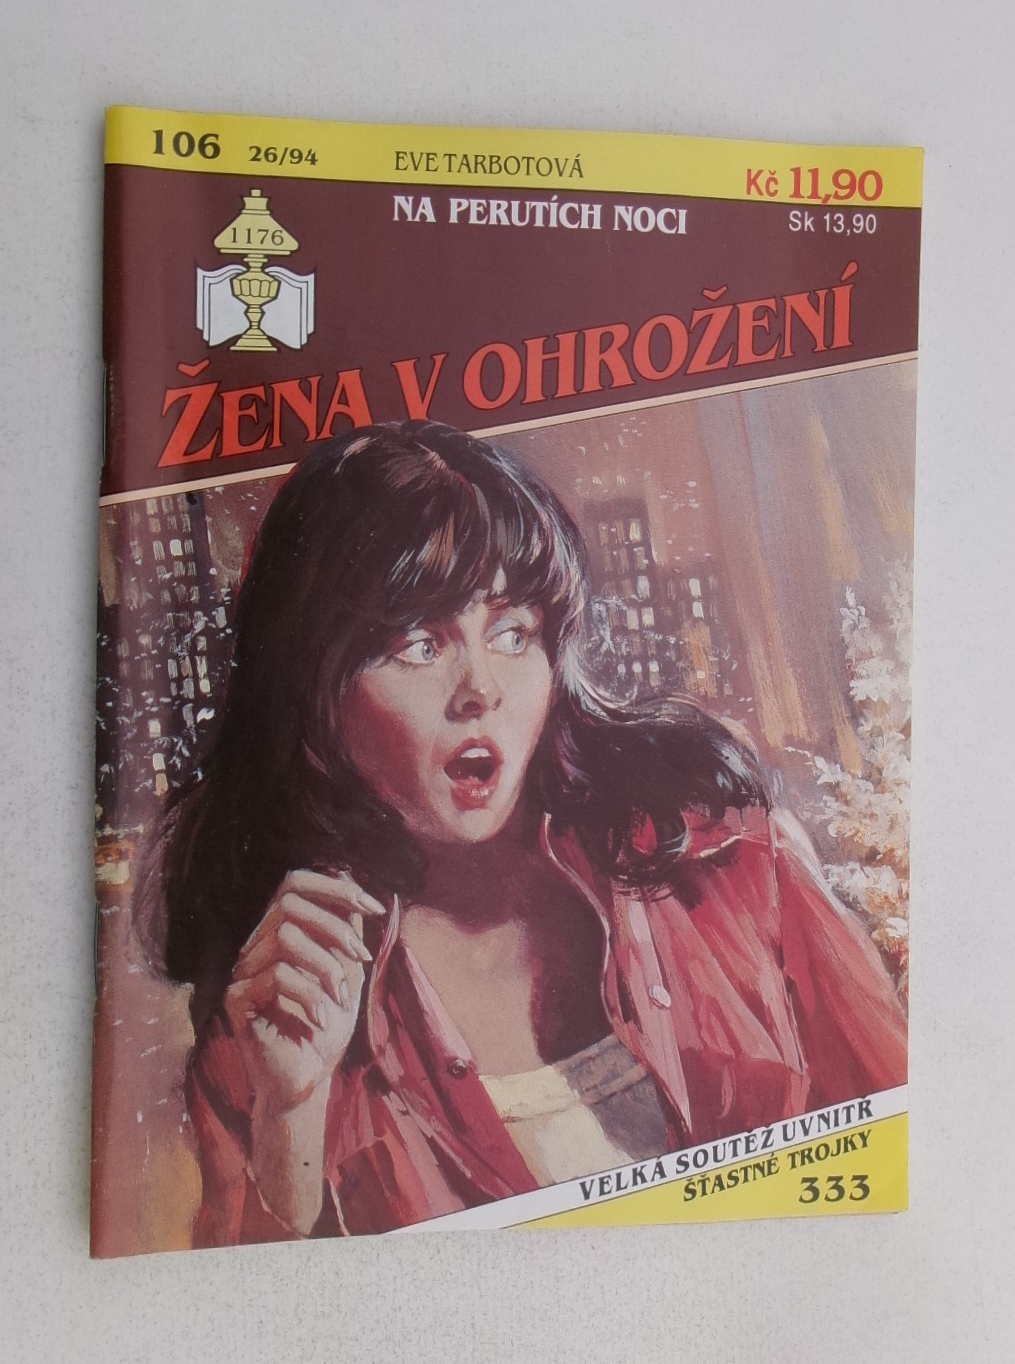 106 26/94 EVE TARBOTOVÁ Kč 11,90
NA PERUTÍCH NOCI Sk 13,90
1176
ŽENA V OHROŽENÍ
VELKÁ SOUTĚŽ UVNITŘ
ŠŤASTNÉ TROJKY
333